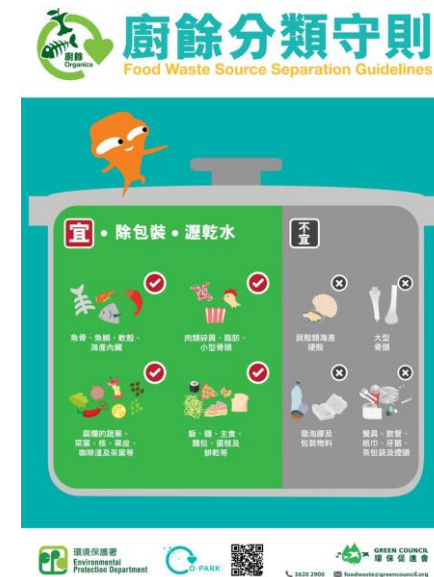 廚餘
Organics
廚餘分類守則
Food Waste Source Separation Guidelines
宜 • 除包裝 • 瀝乾水
不宜
魚骨、魚鱗、軟殼、
海產內臟
肉類碎屑、脂肪、
小型骨頭
貝殼類海產
硬殼
大型
骨頭
腐爛的蔬果、
菜葉、核、果皮、
咖啡渣及茶葉等
飯、麵、主食、
麵包、蛋糕及
餅乾等
發泡膠及
包裝物料
餐具、飲管、
紙巾、牙籤、
茶包袋及煙頭
環境保護署
Environmental
Protection Department
O·PARK
GREEN COUNCIL
環保促進會
3620 2900 foodwaste@greencouncil.org